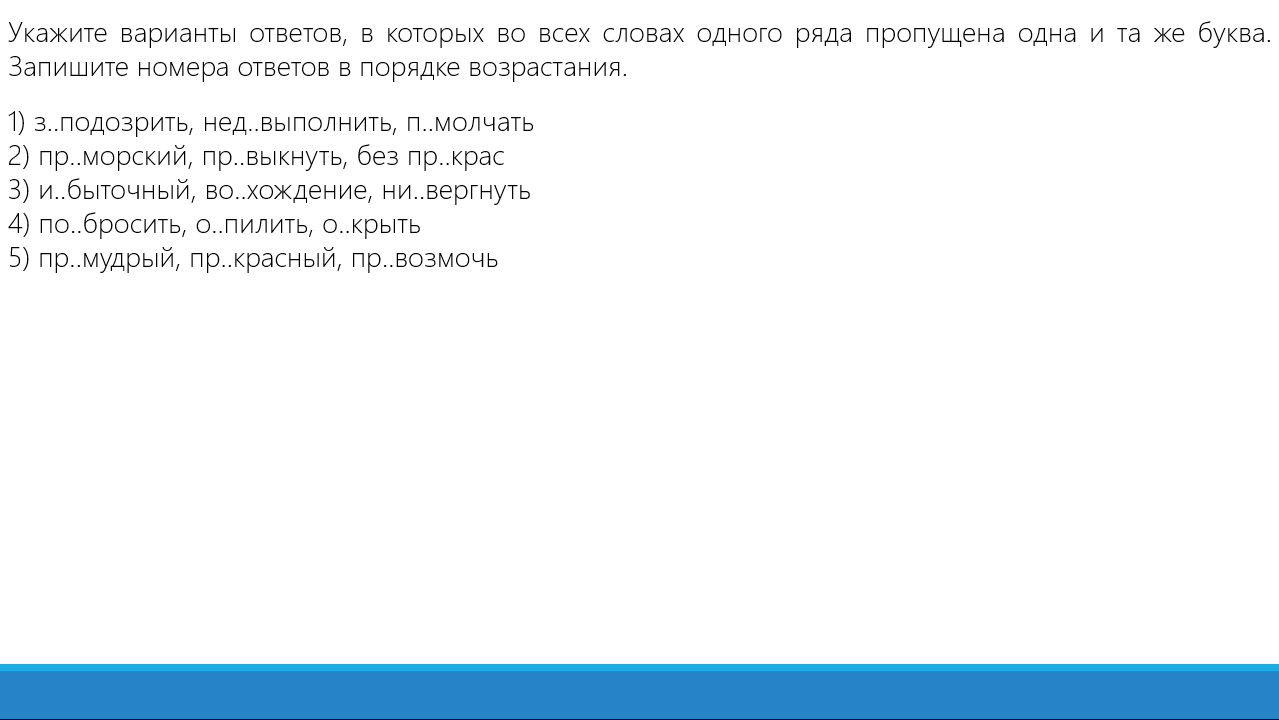 Укажите варианты ответов, в которых во всех словах одного ряда пропущена одна и та же буква.
Запишите номера ответов в порядке возрастания.
1) з..подозрить, нед..выполнить, п..молчать
2) пр..морский, пр..выкнуть, без пр..крас
3) и..быточный, во..хождение, ни..вергнуть
4) по..бросить, о..пилить, о..крыть
5) пр..мудрый, пр..красный, пр..возмочь